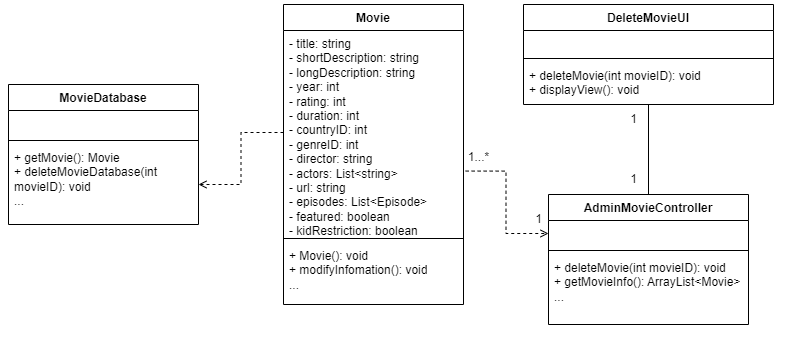 Movie
- title: string
- shortDescription: string
- longDescription: string
- year: int
- rating: int
- duration: int
- countryID: int
- genreID: int
- director: string
- actors: List<string>
- url: string
- episodes: List<Episode>
- featured: boolean
- kidRestriction: boolean
+ Movie(): void
+ modifyInfomation(): void
...
DeleteMovieUI
+ deleteMovie(int movieID): void
+ displayView(): void
MovieDatabase
+ getMovie(): Movie
+ deleteMovieDatabase(int
movieID): void
...
1
1...*
1
1
AdminMovieController
+ deleteMovie(int movieID): void
+ getMovieInfo(): ArrayList<Movie>
...